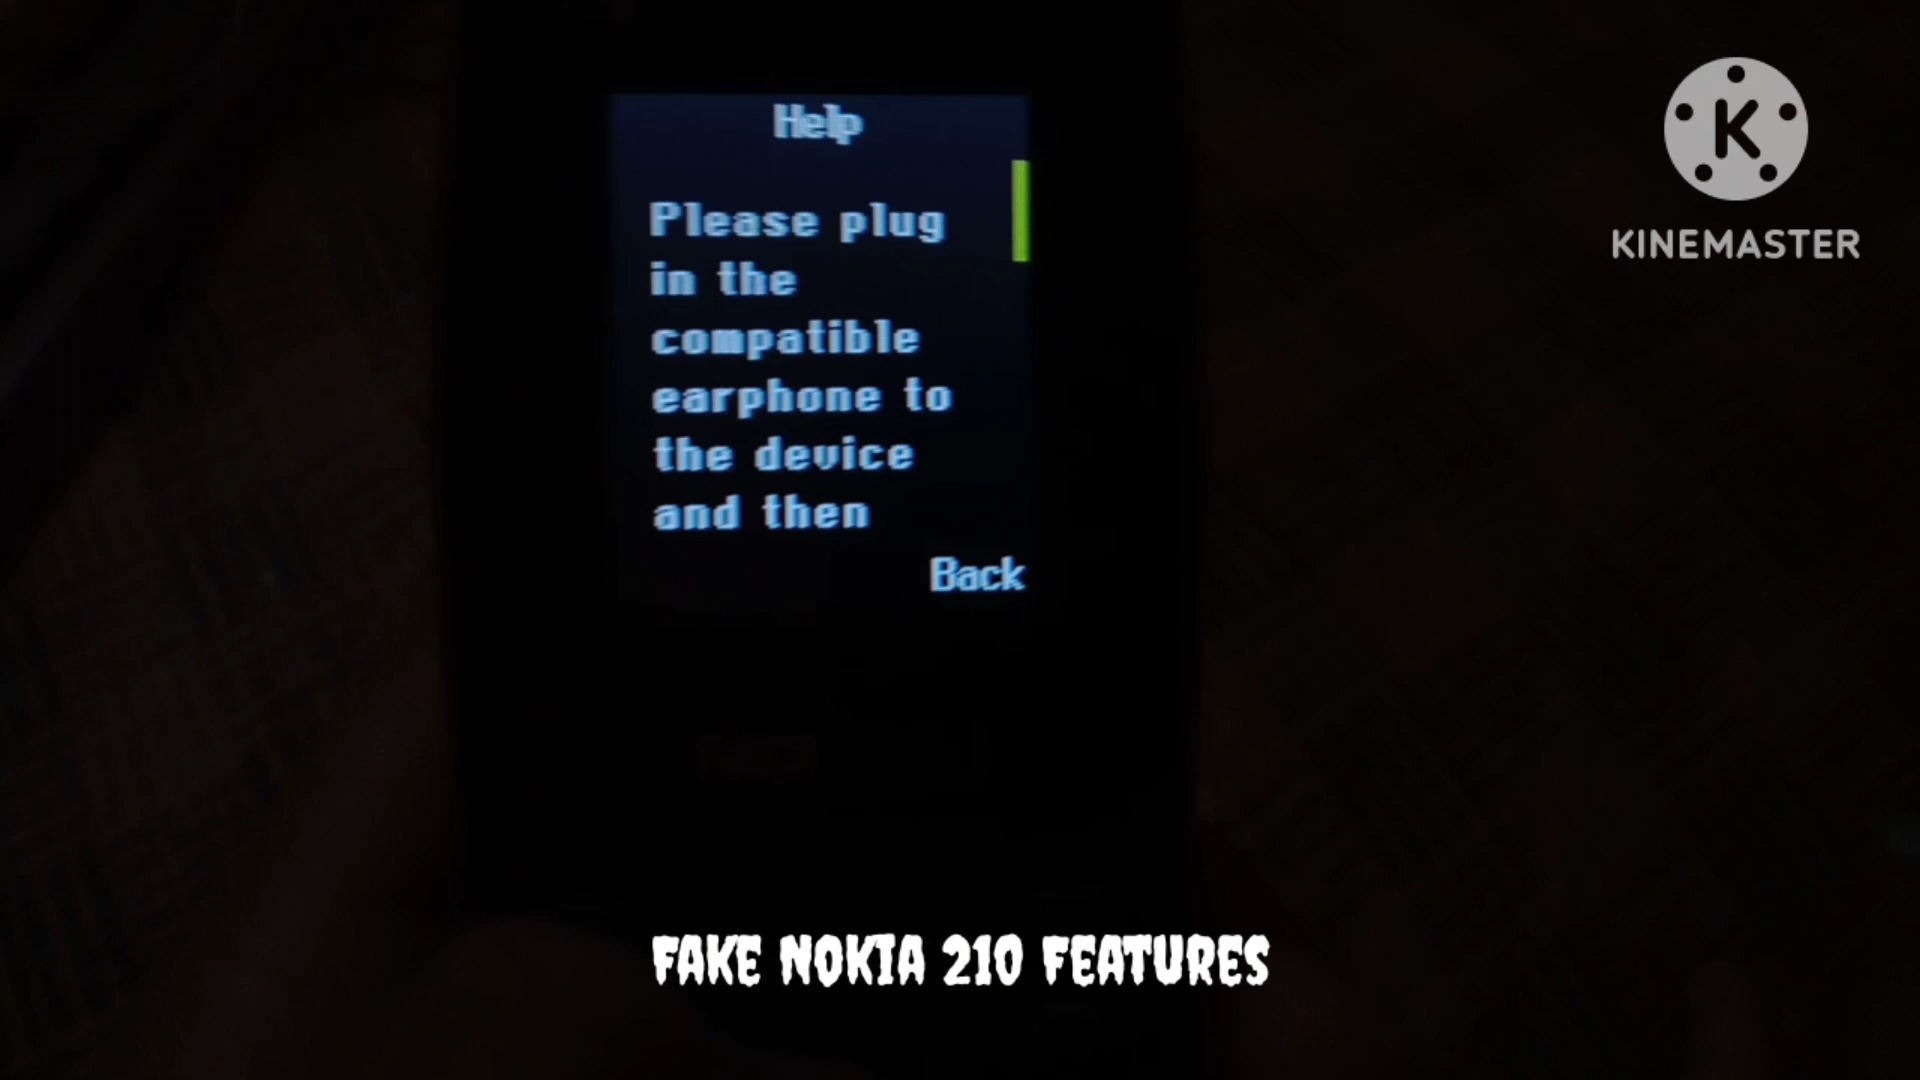 Help
Please plug
in the
compatible
earphone to
the device
and then
Back
K
KINEMASTER
FAKE NOKIA 210 FEATURES